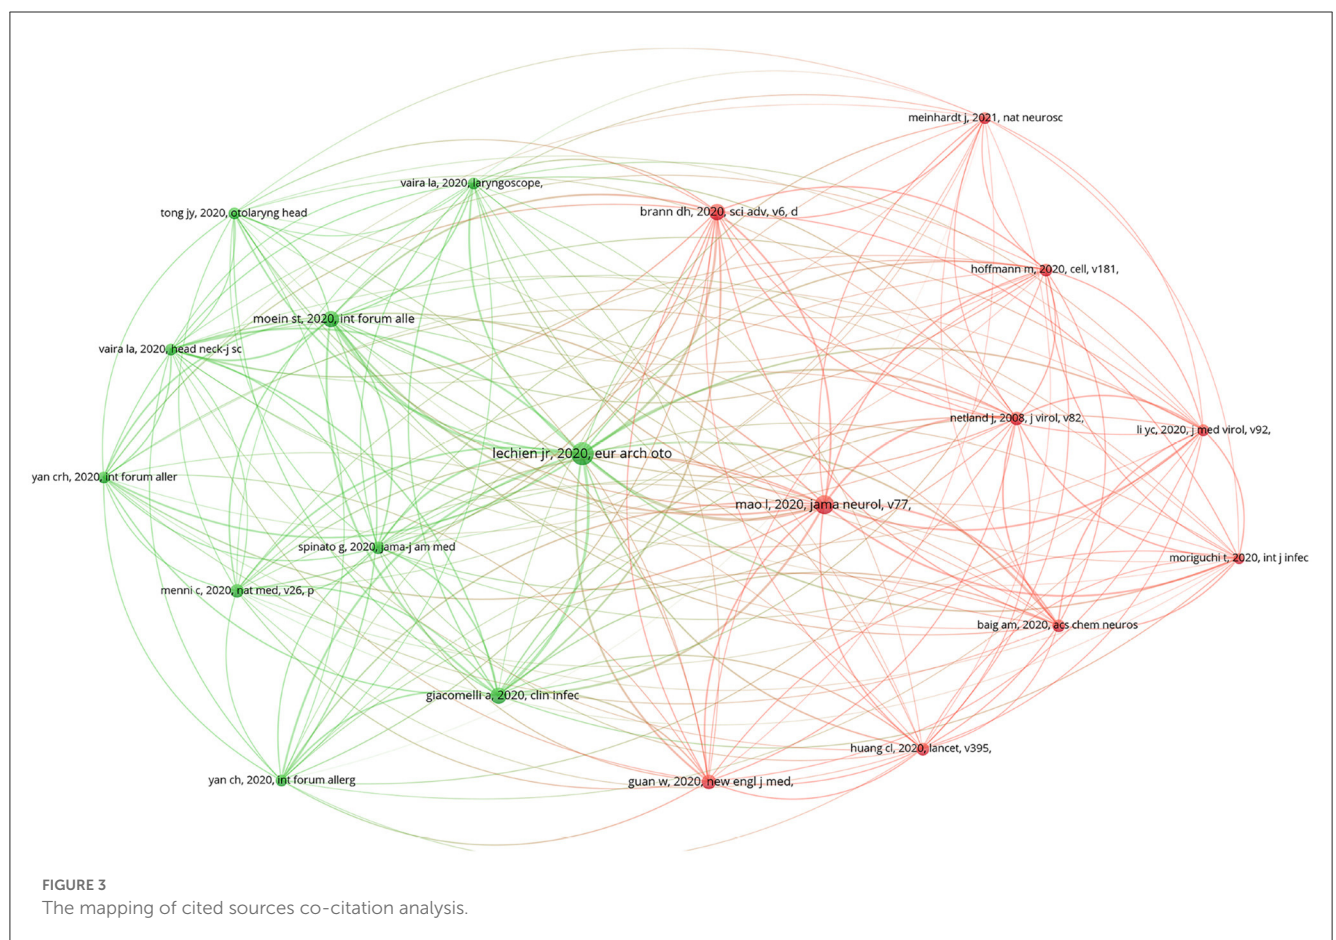 meinhardt j, 2021, nat neurosc
vaira la, 2020, laryngoscope,
tong jy, 2020, otolaryng head
brann dh, 2020, sci adv, v6, d
hoffmann m, 2020, cell, v181,
moein st, 2020, int forum alle
vaira la, 2020, head neck-j sc
netland j, 2008, j virol, v82,
li yc, 2020, j med virol, v92,
lechien jr, 2020, eur arch oto
yan crh, 2020, int forum aller
mao l, 2020, jama neurol, v77,
spinato g, 2020, jama-j am med
moriguchi t, 2020, int j infec
menni c, 2020, nat med, v26, p
baig am, 2020, acs chem neuros
giacomelli a, 2020, clin infec
huang cl, 2020, lancet, v395,
yan ch, 2020, int forum allerg
guan w, 2020, new engl j med,
FIGURE 3
The mapping of cited sources co-citation analysis.